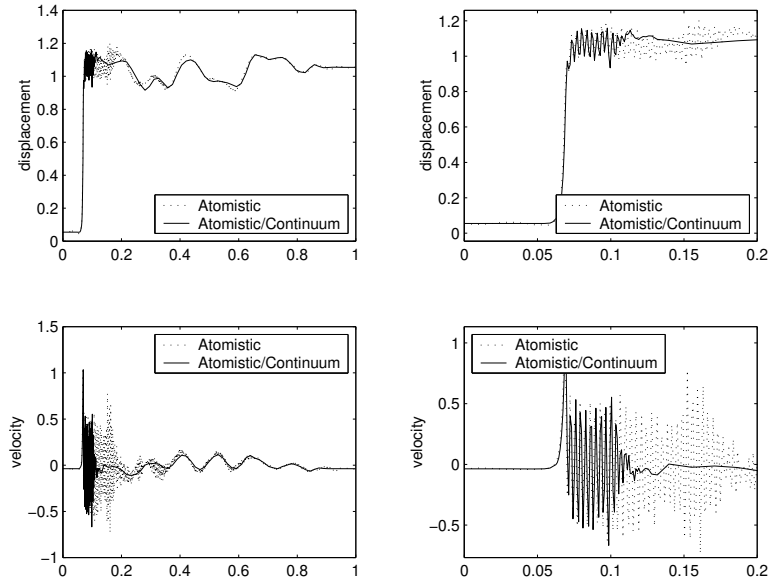 1.4
1.2
1
0.8
0.6
0.4
0.2
0
displacement
Atomistic
Atomistic/Continuum
0 0.2 0.4 0.6 0.8 1
1.2
1
0.8
0.6
0.4
0.2
0
displacement
Atomistic
Atomistic/Continuum
0 0.05 0.1 0.15 0.2
1.5
1
0.5
0
−0.5
−1
velocity
Atomistic
Atomistic/Continuum
0 0.2 0.4 0.6 0.8 1
1
0.5
0
−0.5
velocity
Atomistic
Atomistic/Continuum
0 0.05 0.1 0.15 0.2